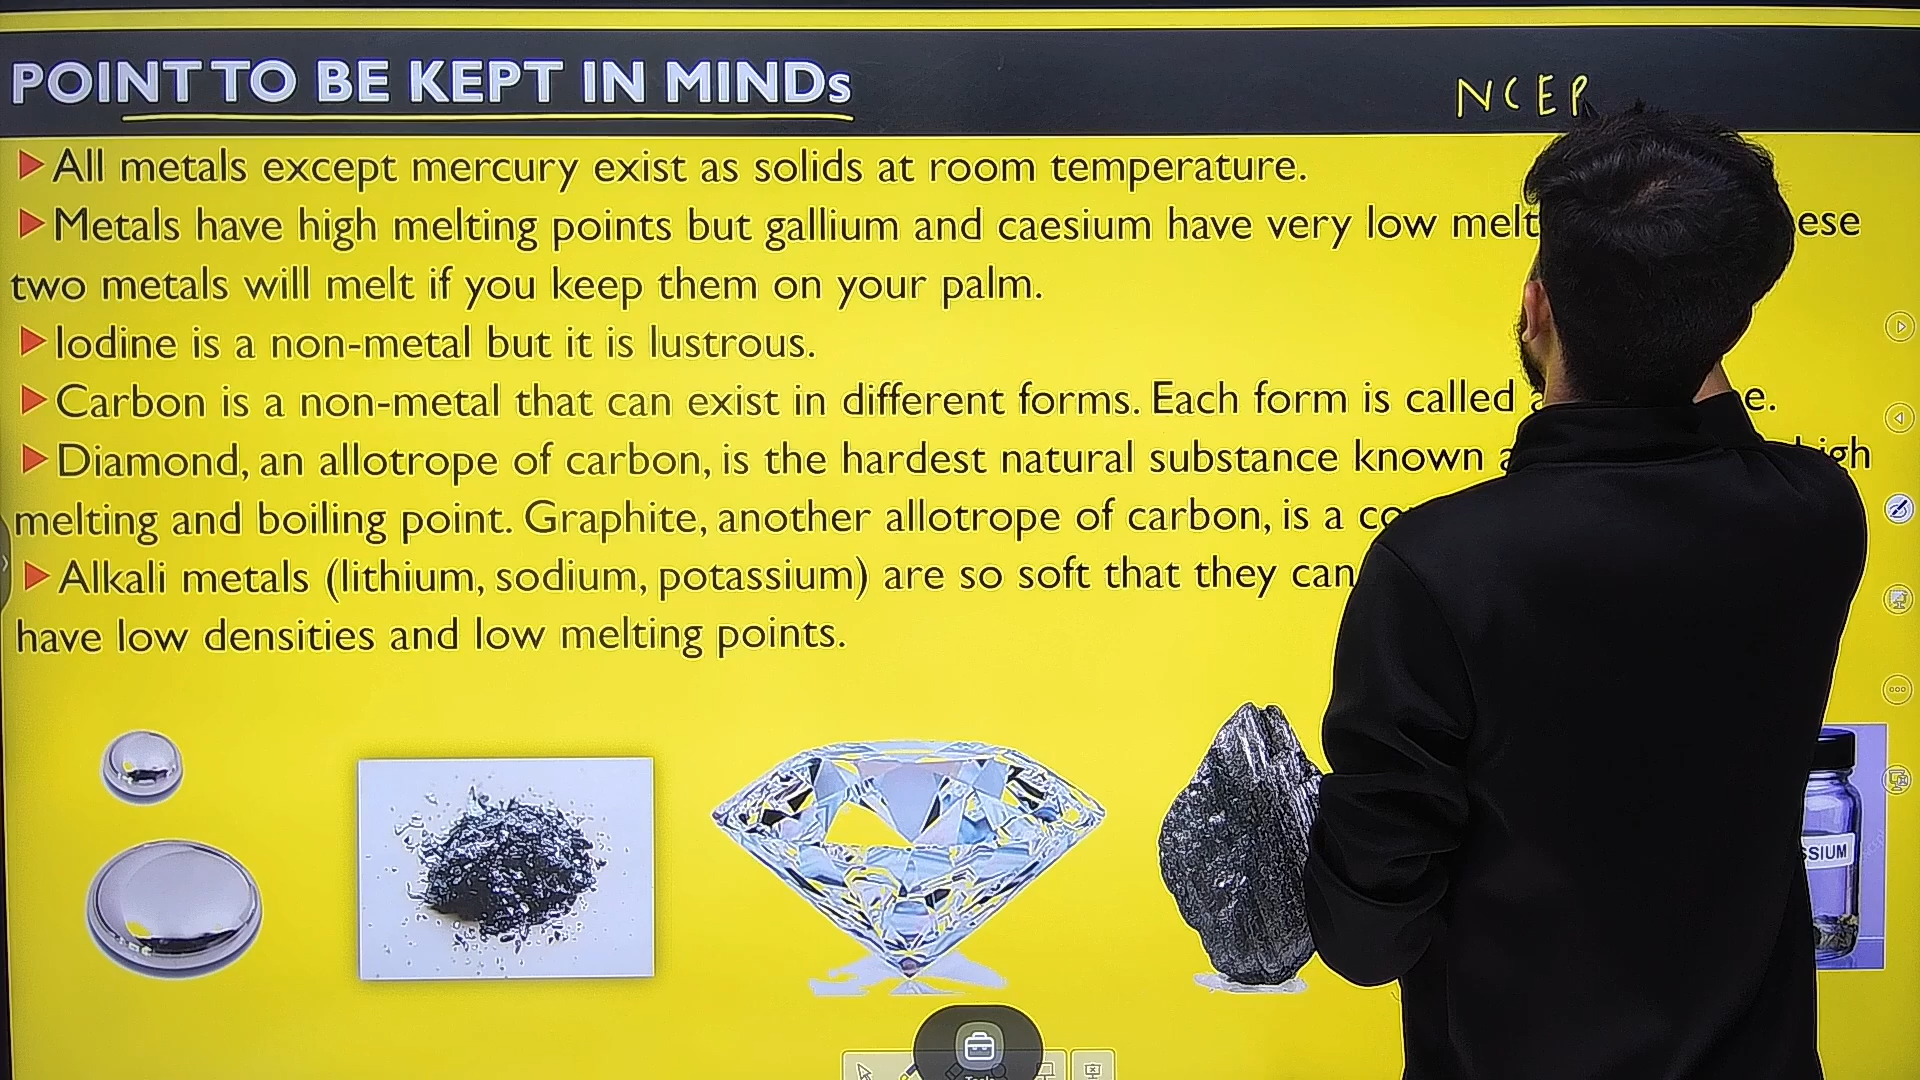 POINT TO BE KEPT IN MINDs
NCE
►All metals except mercury exist as solids at room temperature.
►Metals have high melting points but gallium and caesium have very low
two metals will melt if you keep them on your palm.
►Iodine is a non-metal but it is lustrous.
►Carbon is a non-metal that can exist in different forms. Each form is called
►Diamond, an allotrope of carbon, is the hardest natural substance known
melting and boiling point. Graphite, another allotrope of carbon, is a
►Alkali metals (lithium, sodium, potassium) are so soft that they can
have low densities and low melting points.
SSIUM